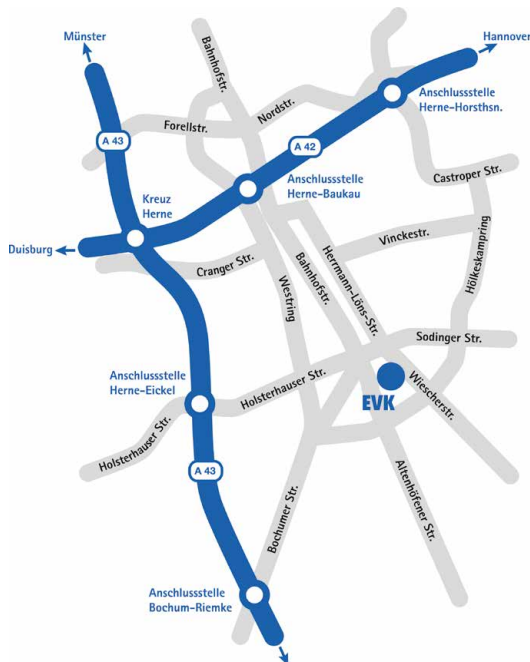 Münster
Hannover
Bahnhofstr.
Anschlussstelle
Herne-Horsthsn.
Nordstr.
Forellstr.
A 43
A 42
Anschlussstelle
Herne-Baukau
Castroper Str.
Kreuz
Herne
Duisburg
Vinckestr.
Hölkeskampring
Cranger Str.
Herrmann-Löns-Str.
Bahnhofstr.
Westring
Sodinger Str.
Anschlussstelle
Herne-Eickel
Holsterhauser Str.
EVK
Wiescherstr.
Holsterhauser Str.
A 43
Altenhöfener Str.
Bochumer Str.
Anschlussstelle
Bochum-Riemke